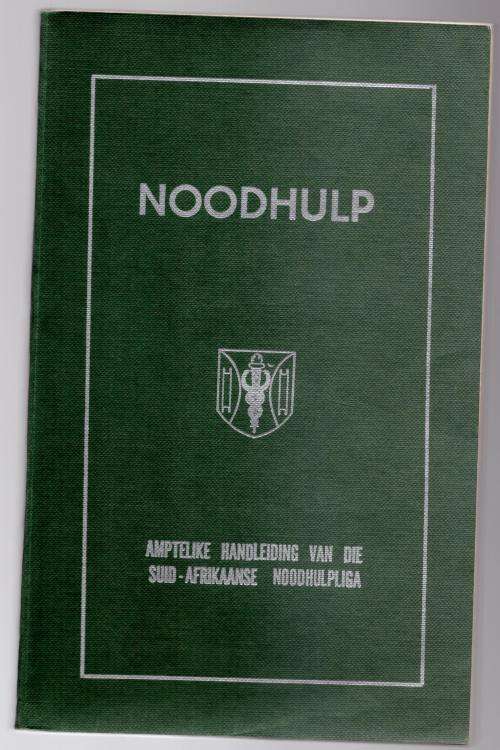 NOODHULP
AMPTELIKE HANDLEIDING VAN DIE
SUID-AFRIKAANSE NOODHULPLIGA